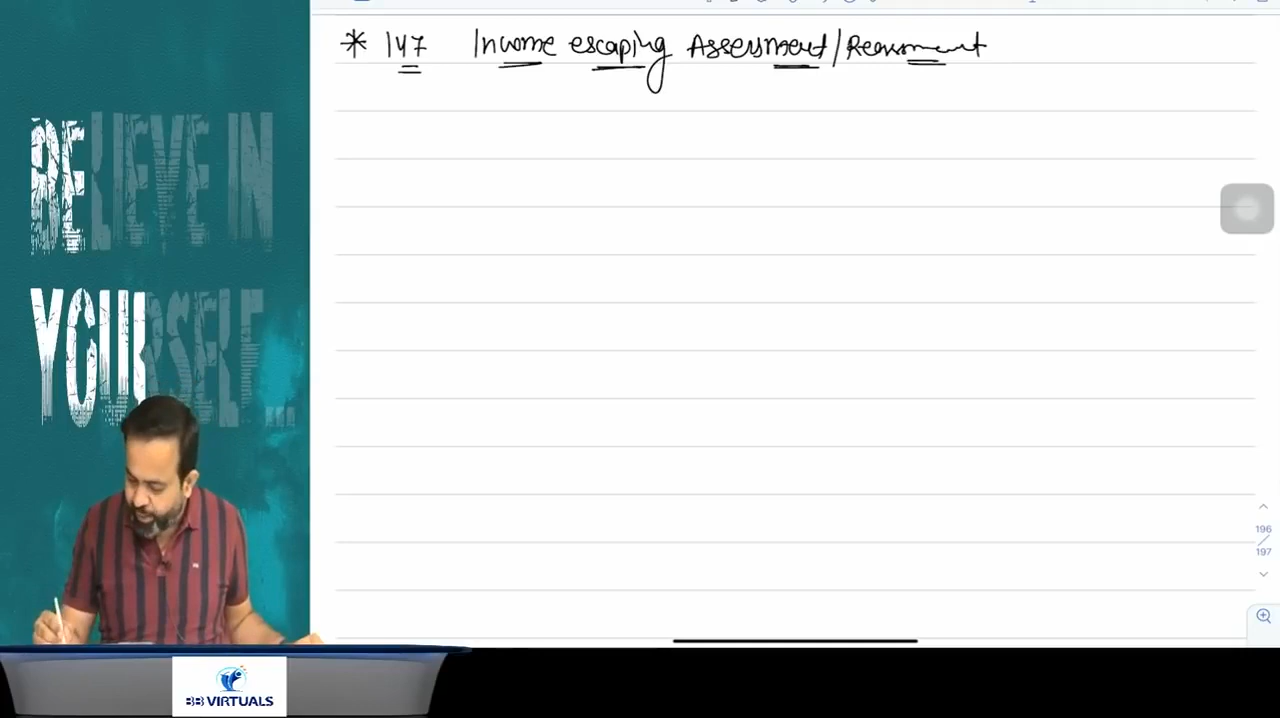 * 147 Income escaping Assessment/Reassessment
BELIEVE IN
YOURSELF...
196
197
BB VIRTUALS